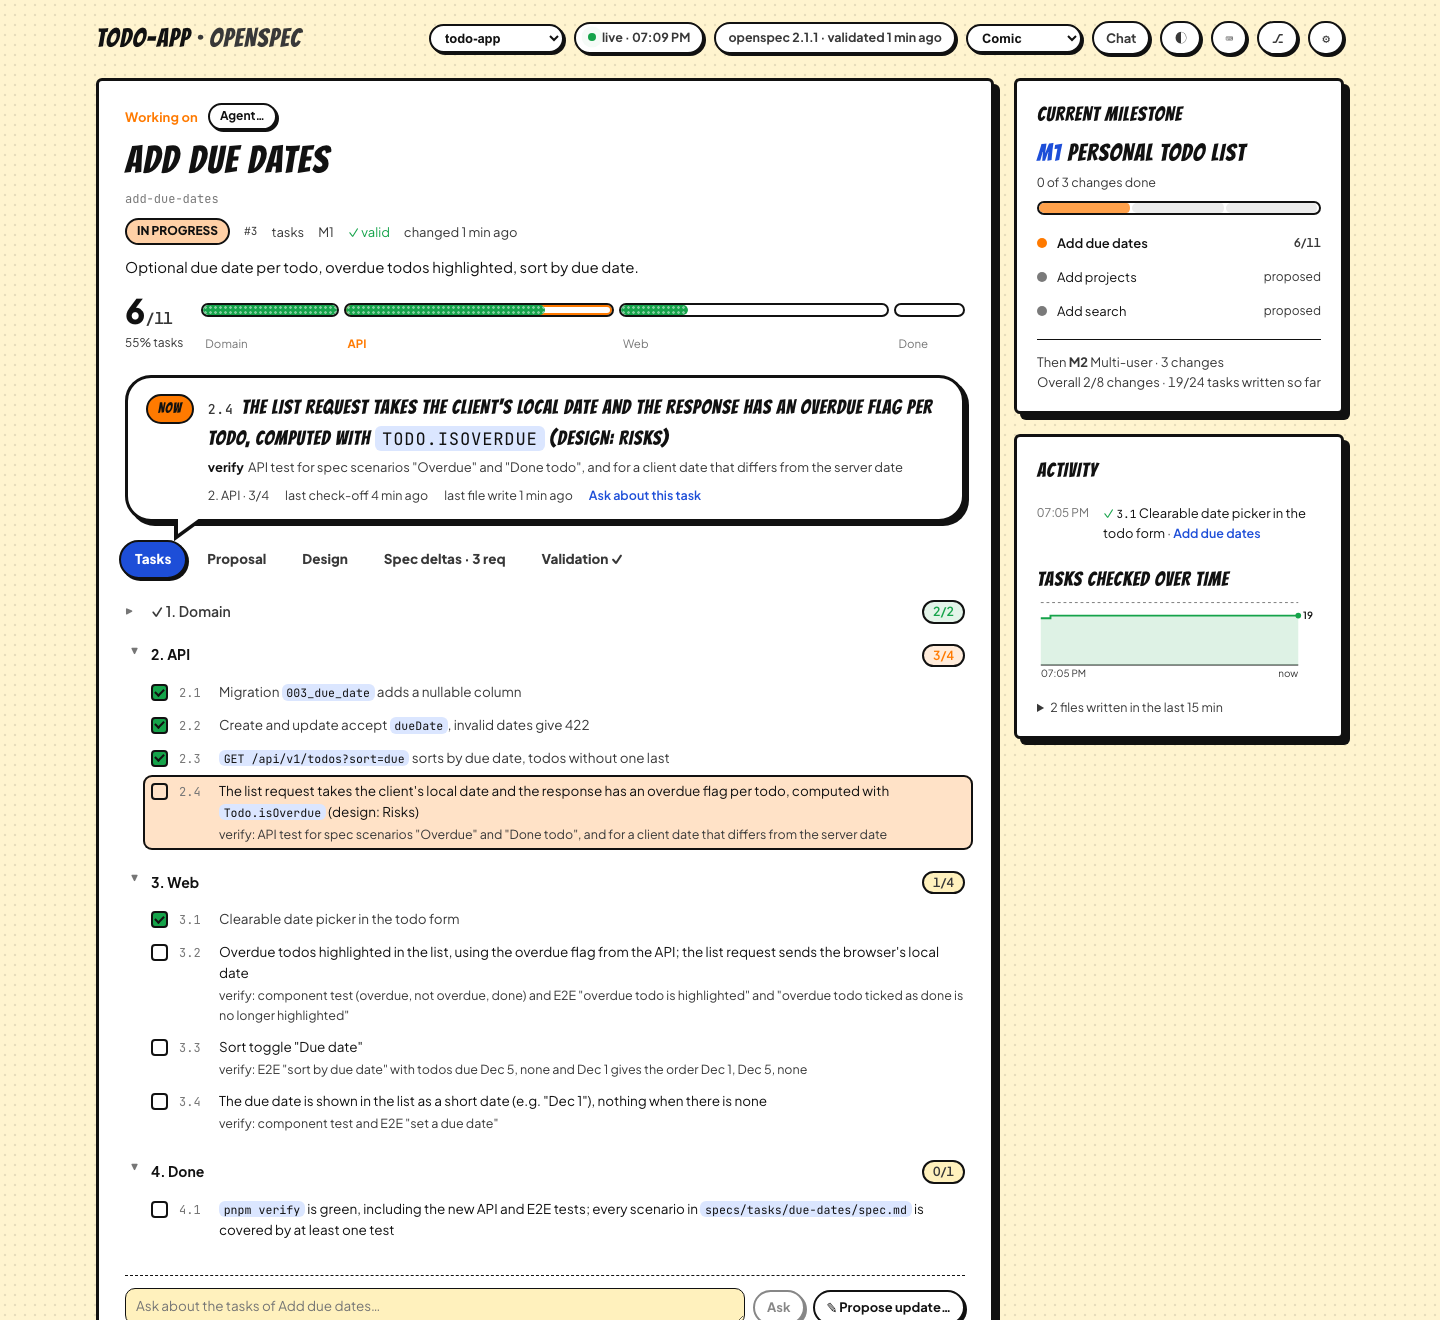 TODO-APP · OPENSPEC
todo-app
live · 07:09 PM
openspec 2.1.1 · validated 1 min ago
Comic
Chat
Working on
Agent…
ADD DUE DATES
add-due-dates
IN PROGRESS #3 tasks M1 ✓ valid changed 1 min ago
Optional due date per todo, overdue todos highlighted, sort by due date.
6/11
55% tasks
Domain API Web Done
NOW
2.4 THE LIST REQUEST TAKES THE CLIENT'S LOCAL DATE AND THE RESPONSE HAS AN OVERDUE FLAG PER
TODO, COMPUTED WITH TODO.ISOVERDUE (DESIGN: RISKS)
verify API test for spec scenarios "Overdue" and "Done todo", and for a client date that differs from the server date
2. API · 3/4 last check-off 4 min ago last file write 1 min ago Ask about this task
Tasks Proposal Design Spec deltas · 3 req Validation ✓
✓ 1. Domain 2/2
2. API 3/4
2.1 Migration 003_due_date adds a nullable column
2.2 Create and update accept dueDate, invalid dates give 422
2.3 GET /api/v1/todos?sort=due sorts by due date, todos without one last
2.4 The list request takes the client's local date and the response has an overdue flag per todo, computed with
Todo.isOverdue (design: Risks)
verify: API test for spec scenarios "Overdue" and "Done todo", and for a client date that differs from the server date
3. Web 1/4
3.1 Clearable date picker in the todo form
3.2 Overdue todos highlighted in the list, using the overdue flag from the API; the list request sends the browser's local
date
verify: component test (overdue, not overdue, done) and E2E "overdue todo is highlighted" and "overdue todo ticked as done is
no longer highlighted"
3.3 Sort toggle "Due date"
verify: E2E "sort by due date" with todos due Dec 5, none and Dec 1 gives the order Dec 1, Dec 5, none
3.4 The due date is shown in the list as a short date (e.g. "Dec 1"), nothing when there is none
verify: component test and E2E "set a due date"
4. Done 0/1
4.1 pnpm verify is green, including the new API and E2E tests; every scenario in specs/tasks/due-dates/spec.md is
covered by at least one test
Ask about the tasks of Add due dates…
Ask
✎ Propose update…
CURRENT MILESTONE
M1 PERSONAL TODO LIST
0 of 3 changes done
Add due dates 6/11
Add projects proposed
Add search proposed
Then M2 Multi-user · 3 changes
Overall 2/8 changes · 19/24 tasks written so far
ACTIVITY
07:05 PM ✓ 3.1 Clearable date picker in the
todo form · Add due dates
TASKS CHECKED OVER TIME
19
07:05 PM now
2 files written in the last 15 min